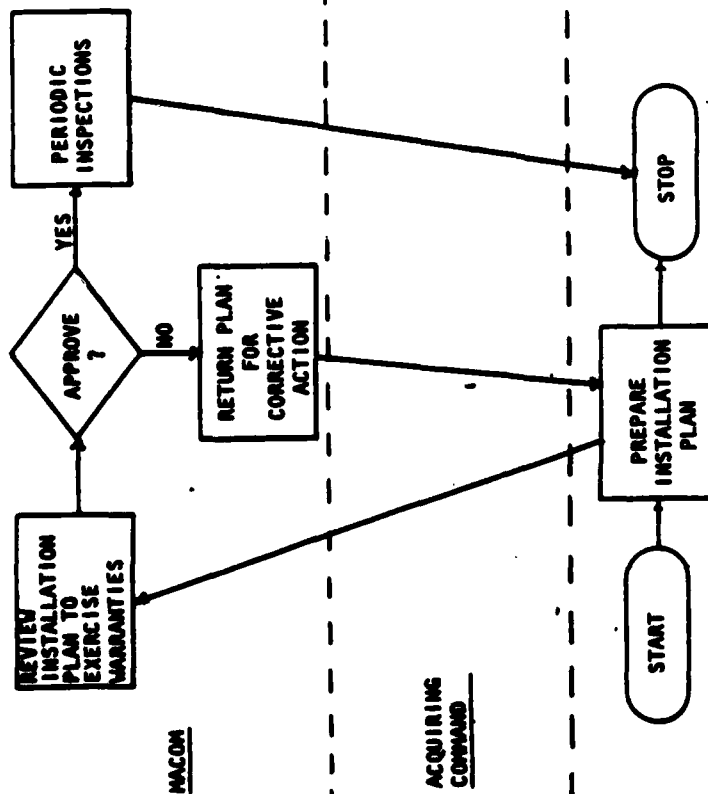 MACOM
REVIEW
INSTALLATION
PLAN TO
EXERCISE
WARRANTIES
APPROVE
?
YES
PERIODIC
INSPECTIONS
NO
RETURN PLAN
FOR
CORRECTIVE
ACTION
ACQUIRING
COMMAND
START
PREPARE
INSTALLATION
PLAN
STOP